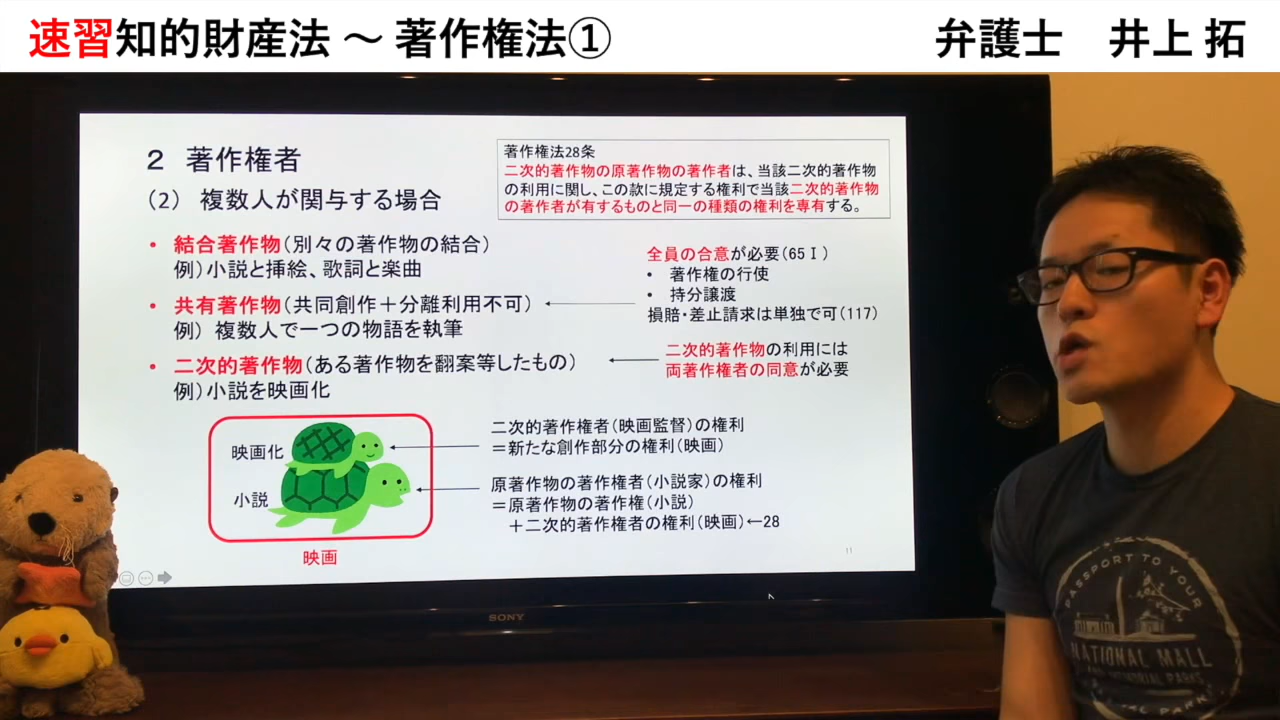 速習知的財産法 ～ 著作権法①
弁護士　井上 拓
２　著作権者
（2）　複数人が関与する場合
著作権法28条
二次的著作物の原著作物の著作者は、当該二次的著作物
の利用に関し、この款に規定する権利で当該二次的著作物
の著作者が有するものと同一の種類の権利を専有する。
• 結合著作物（別々の著作物の結合）
例）小説と挿絵、歌詞と楽曲
• 共有著作物（共同創作＋分離利用不可）
例） 複数人で一つの物語を執筆
• 二次的著作物（ある著作物を翻案等したもの）
例）小説を映画化
全員の合意が必要（65Ⅰ）
• 著作権の行使
• 持分譲渡
損賠・差止請求は単独で可（117）
二次的著作物の利用には
両著作権者の同意が必要
映画化
小説
映画
二次的著作権者（映画監督）の権利
＝新たな創作部分の権利（映画）
原著作物の著作権者（小説家）の権利
＝原著作物の著作権（小説）
＋二次的著作権者の権利（映画）←28
11
SONY
PASSPORT TO YOUR
NATIONAL MALL
AND MEMORIAL PARKS